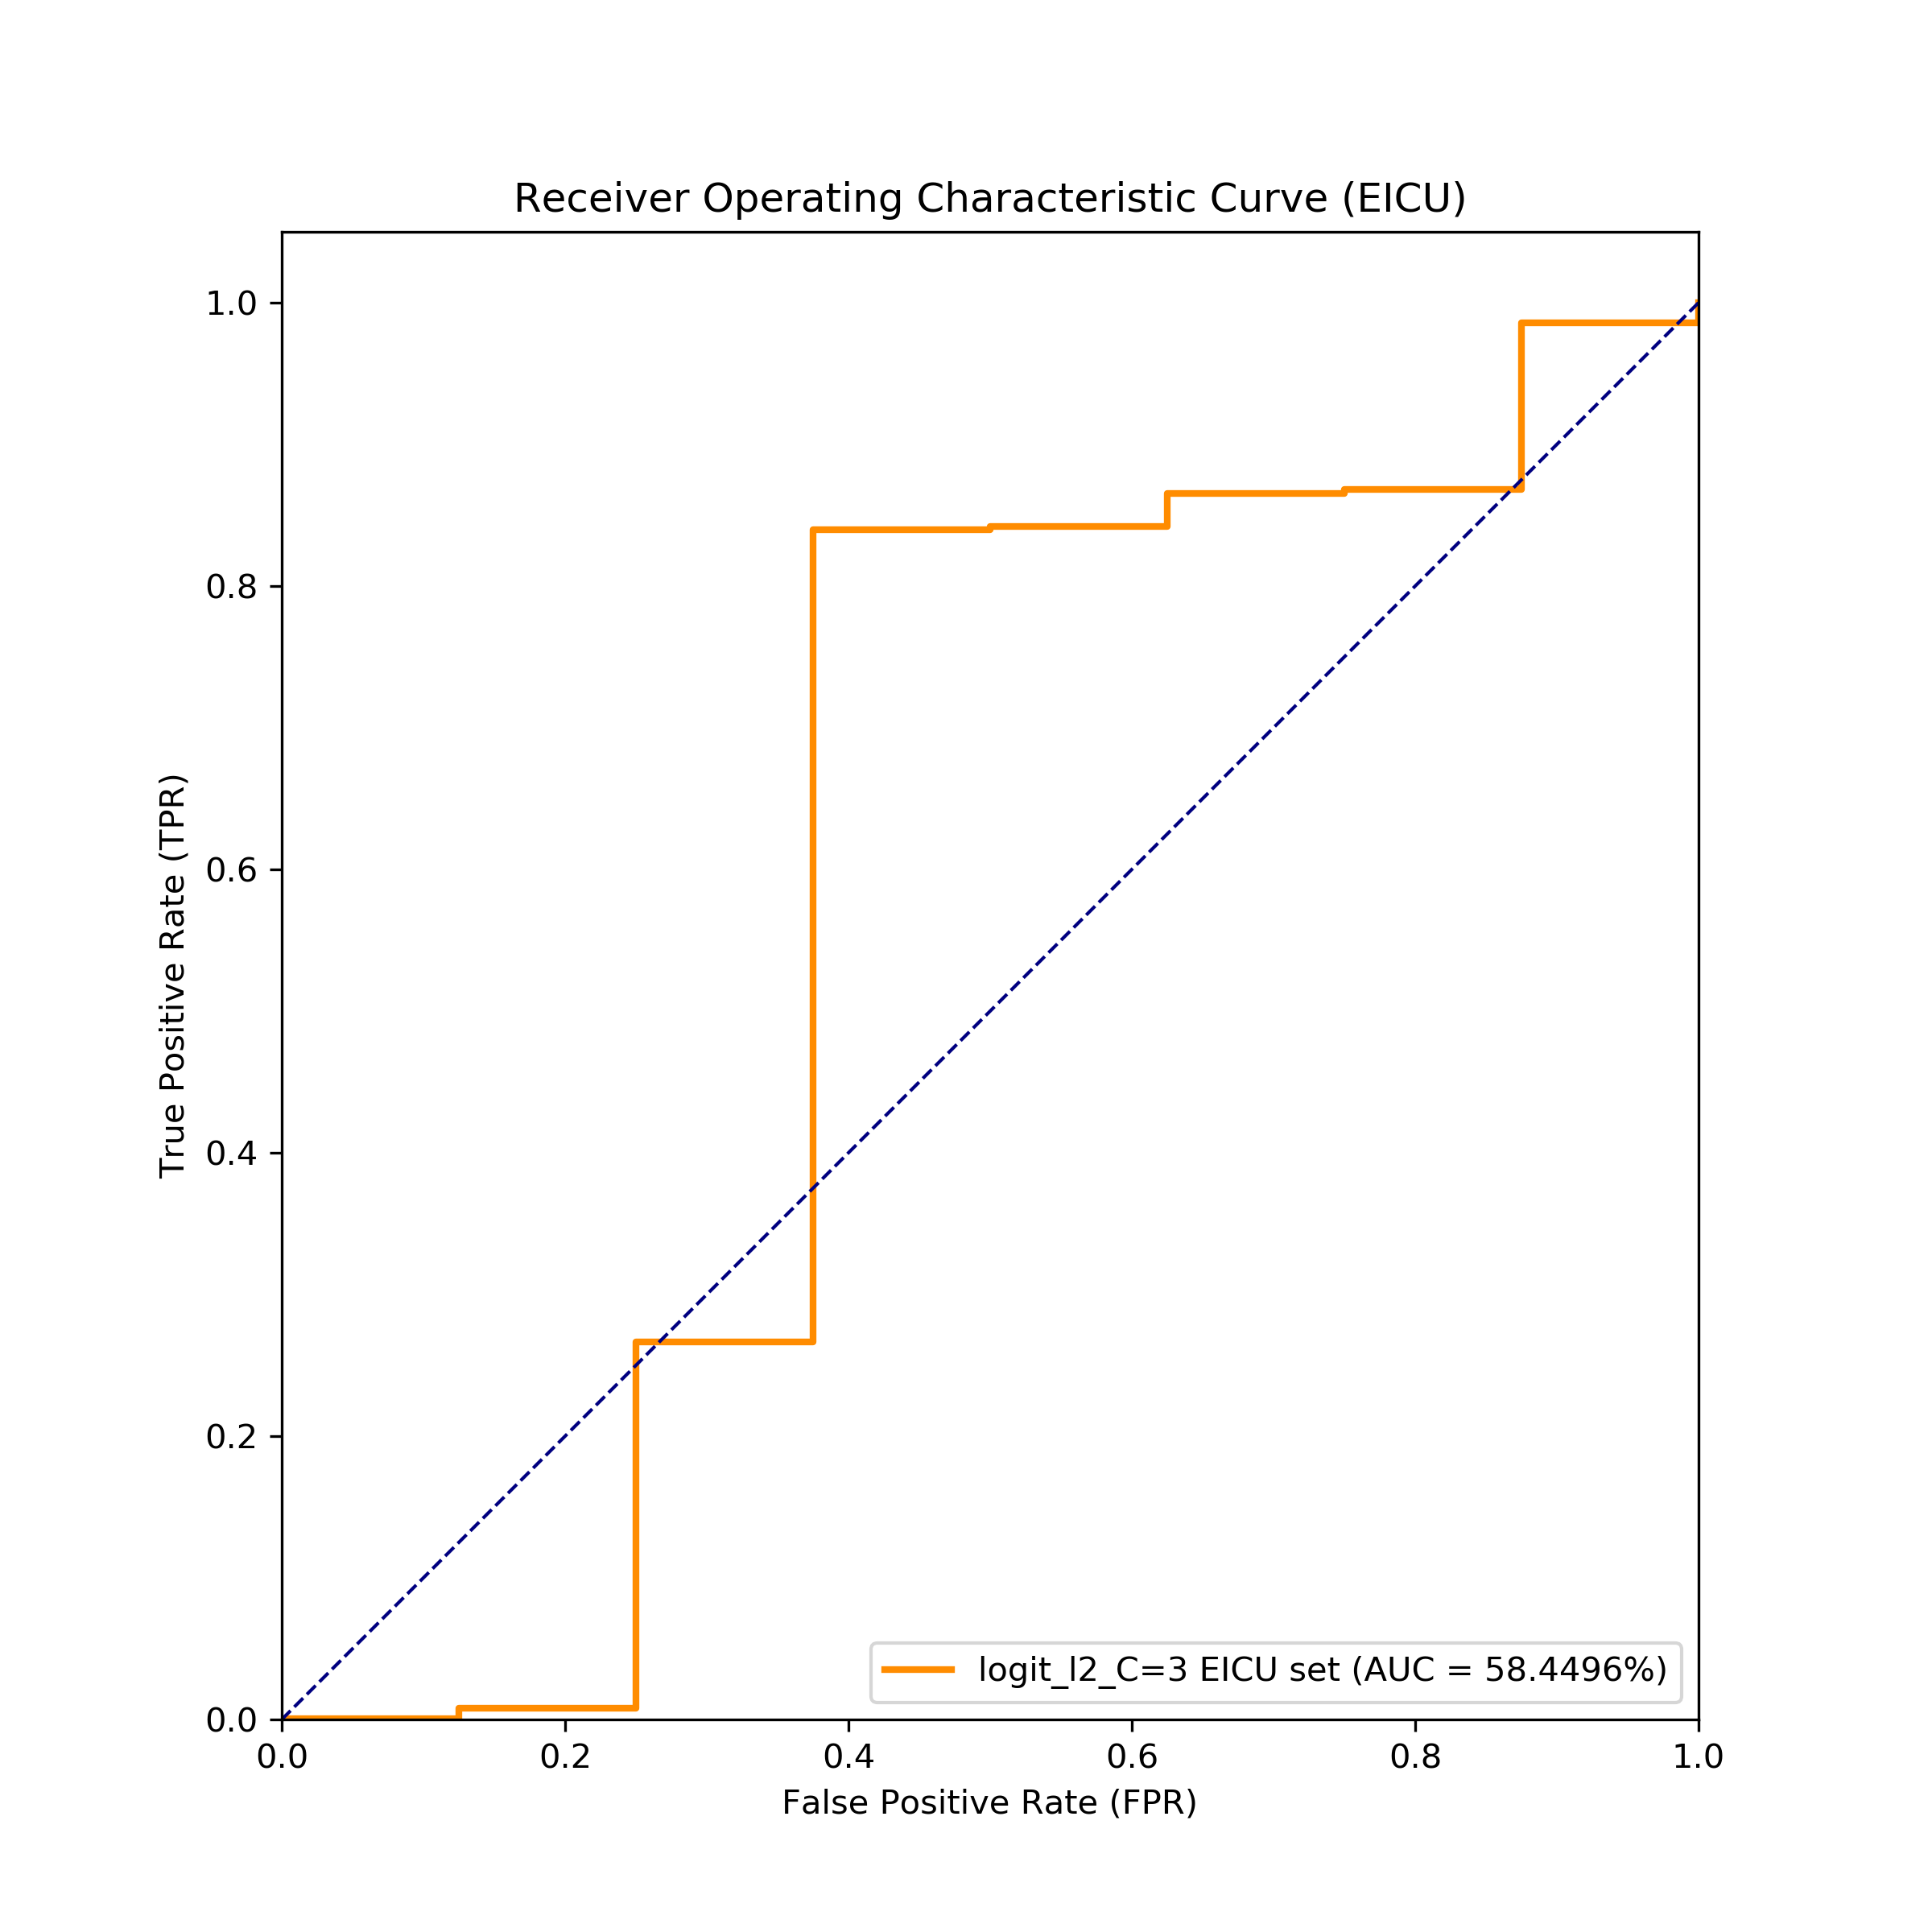 Receiver Operating Characteristic Curve (EICU)
True Positive Rate (TPR)
1.0
0.8
0.6
0.4
0.2
0.0
logit_l2_C=3 EICU set (AUC = 58.4496%)
0.0 0.2 0.4 0.6 0.8 1.0
False Positive Rate (FPR)